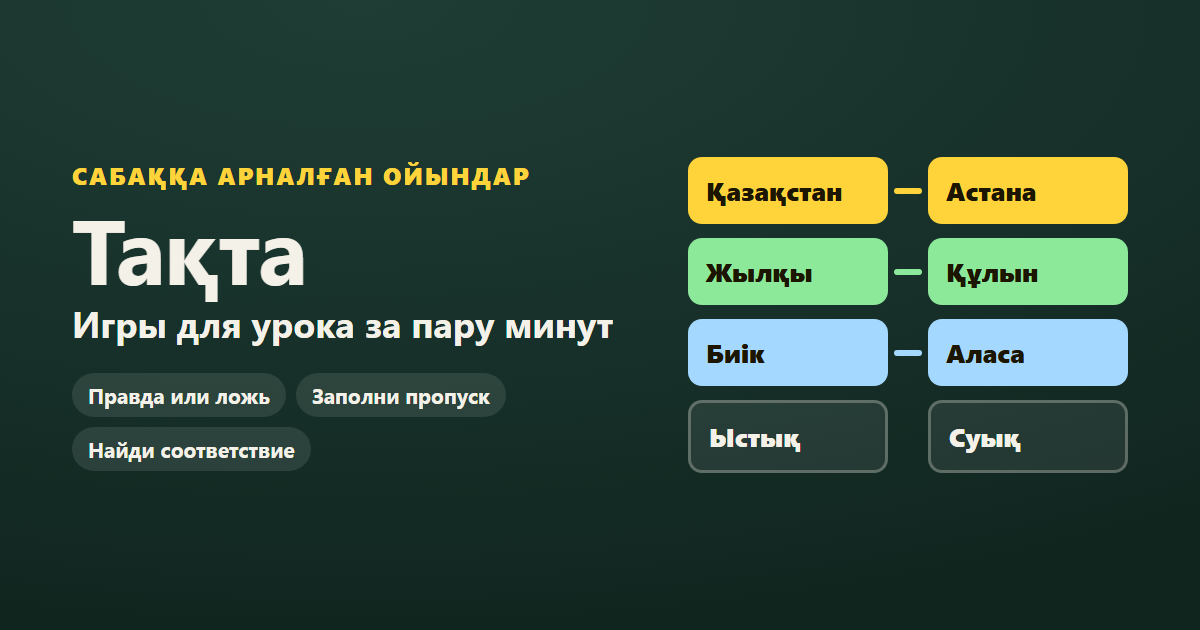 САБАҚҚА АРНАЛҒАН ОЙЫНДАР
Тақта
Игры для урока за пару минут
Правда или ложь
Заполни пропуск
Найди соответствие
Қазақстан
Астана
Жылқы
Құлын
Биік
Аласа
Ыстық
Суық